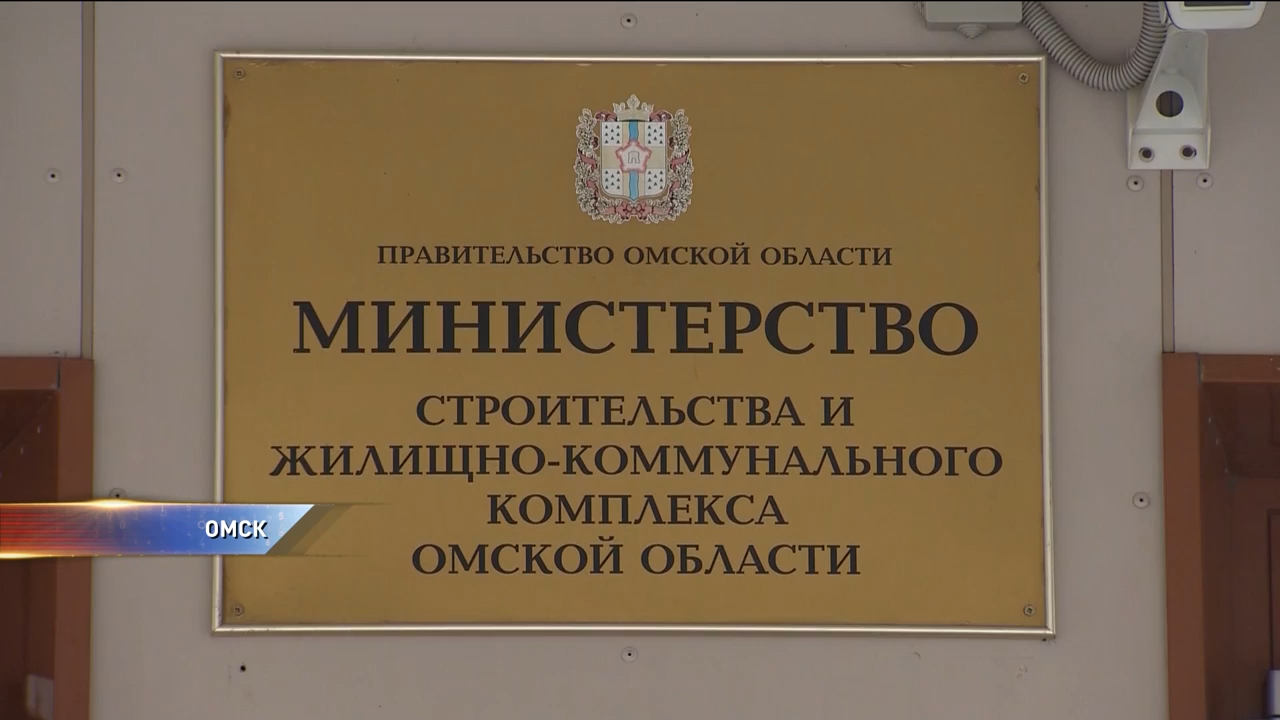 ПРАВИТЕЛЬСТВО ОМСКОЙ ОБЛАСТИ
МИНИСТЕРСТВО
СТРОИТЕЛЬСТВА И
ЖИЛИЩНО-КОММУНАЛЬНОГО
КОМПЛЕКСА
ОМСКОЙ ОБЛАСТИ
ОМСК